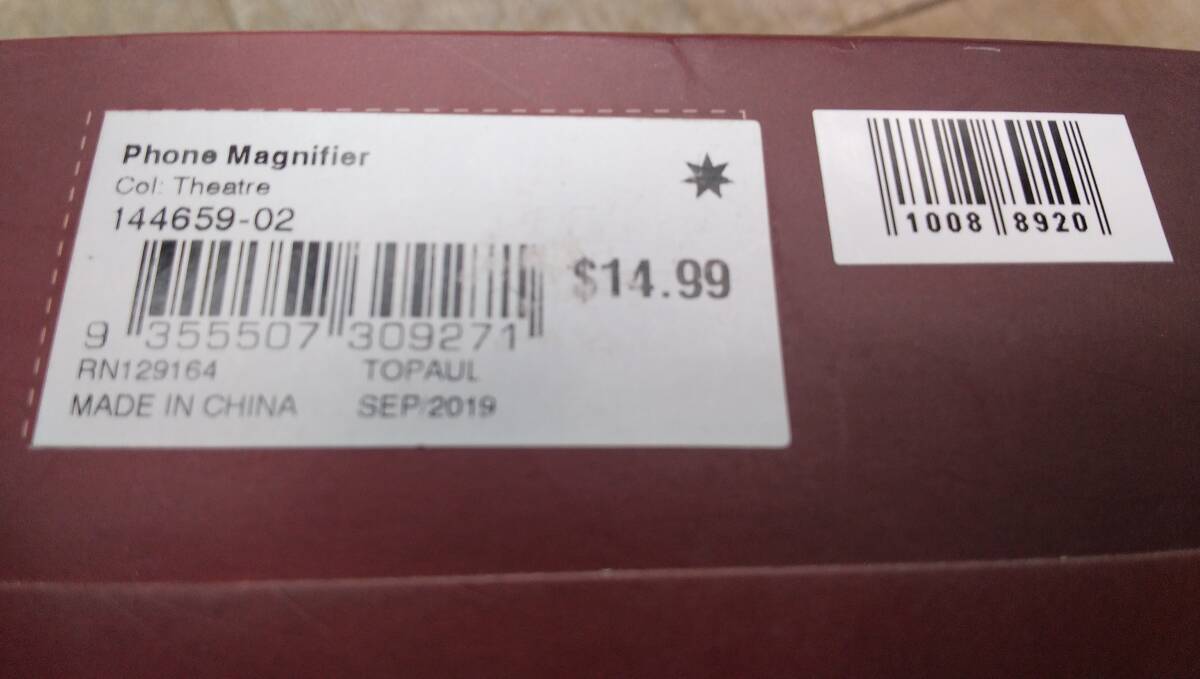 Phone Magnifier
Col: Theatre
144659-02
$14.99
9 355507 309271
RN129164 TOPAUL
MADE IN CHINA SEP/2019
1008 8920